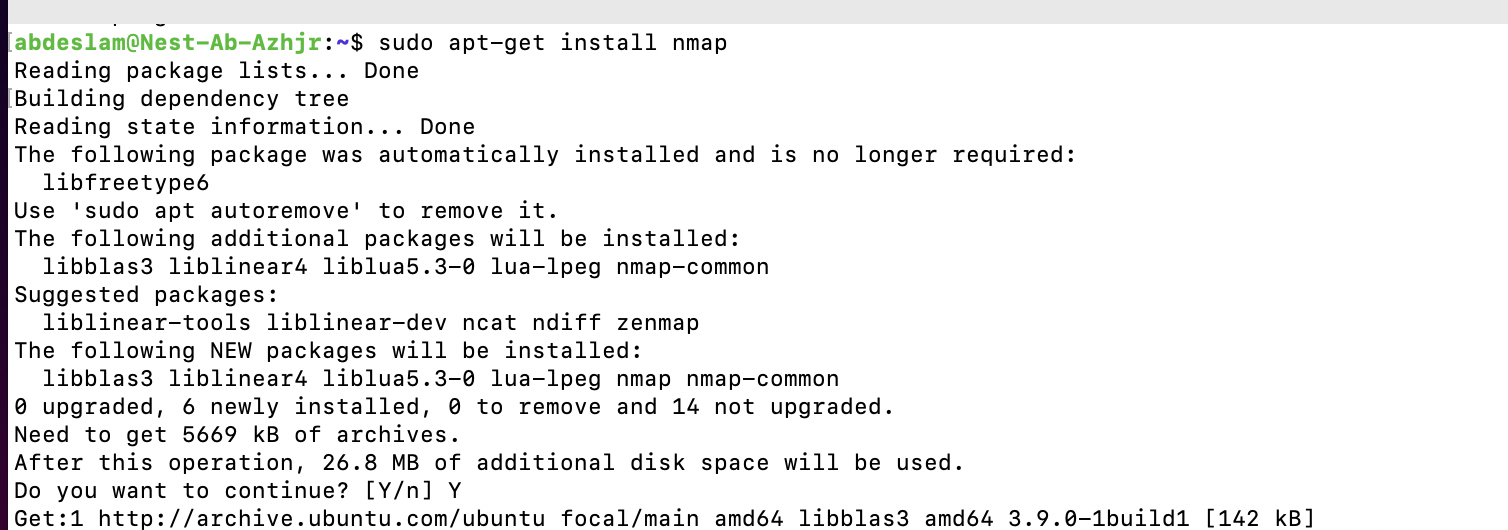 [abdeslam@Nest-Ab-Azhjr:~$ sudo apt-get install nmap
Reading package lists... Done
[Building dependency tree
Reading state information... Done
The following package was automatically installed and is no longer required:
  libfreetype6
Use 'sudo apt autoremove' to remove it.
The following additional packages will be installed:
  libblas3 liblinear4 liblua5.3-0 lua-lpeg nmap-common
Suggested packages:
  liblinear-tools liblinear-dev ncat ndiff zenmap
The following NEW packages will be installed:
  libblas3 liblinear4 liblua5.3-0 lua-lpeg nmap nmap-common
0 upgraded, 6 newly installed, 0 to remove and 14 not upgraded.
Need to get 5669 kB of archives.
After this operation, 26.8 MB of additional disk space will be used.
Do you want to continue? [Y/n] Y
Get:1 http://archive.ubuntu.com/ubuntu focal/main amd64 libblas3 amd64 3.9.0-1build1 [142 kB]